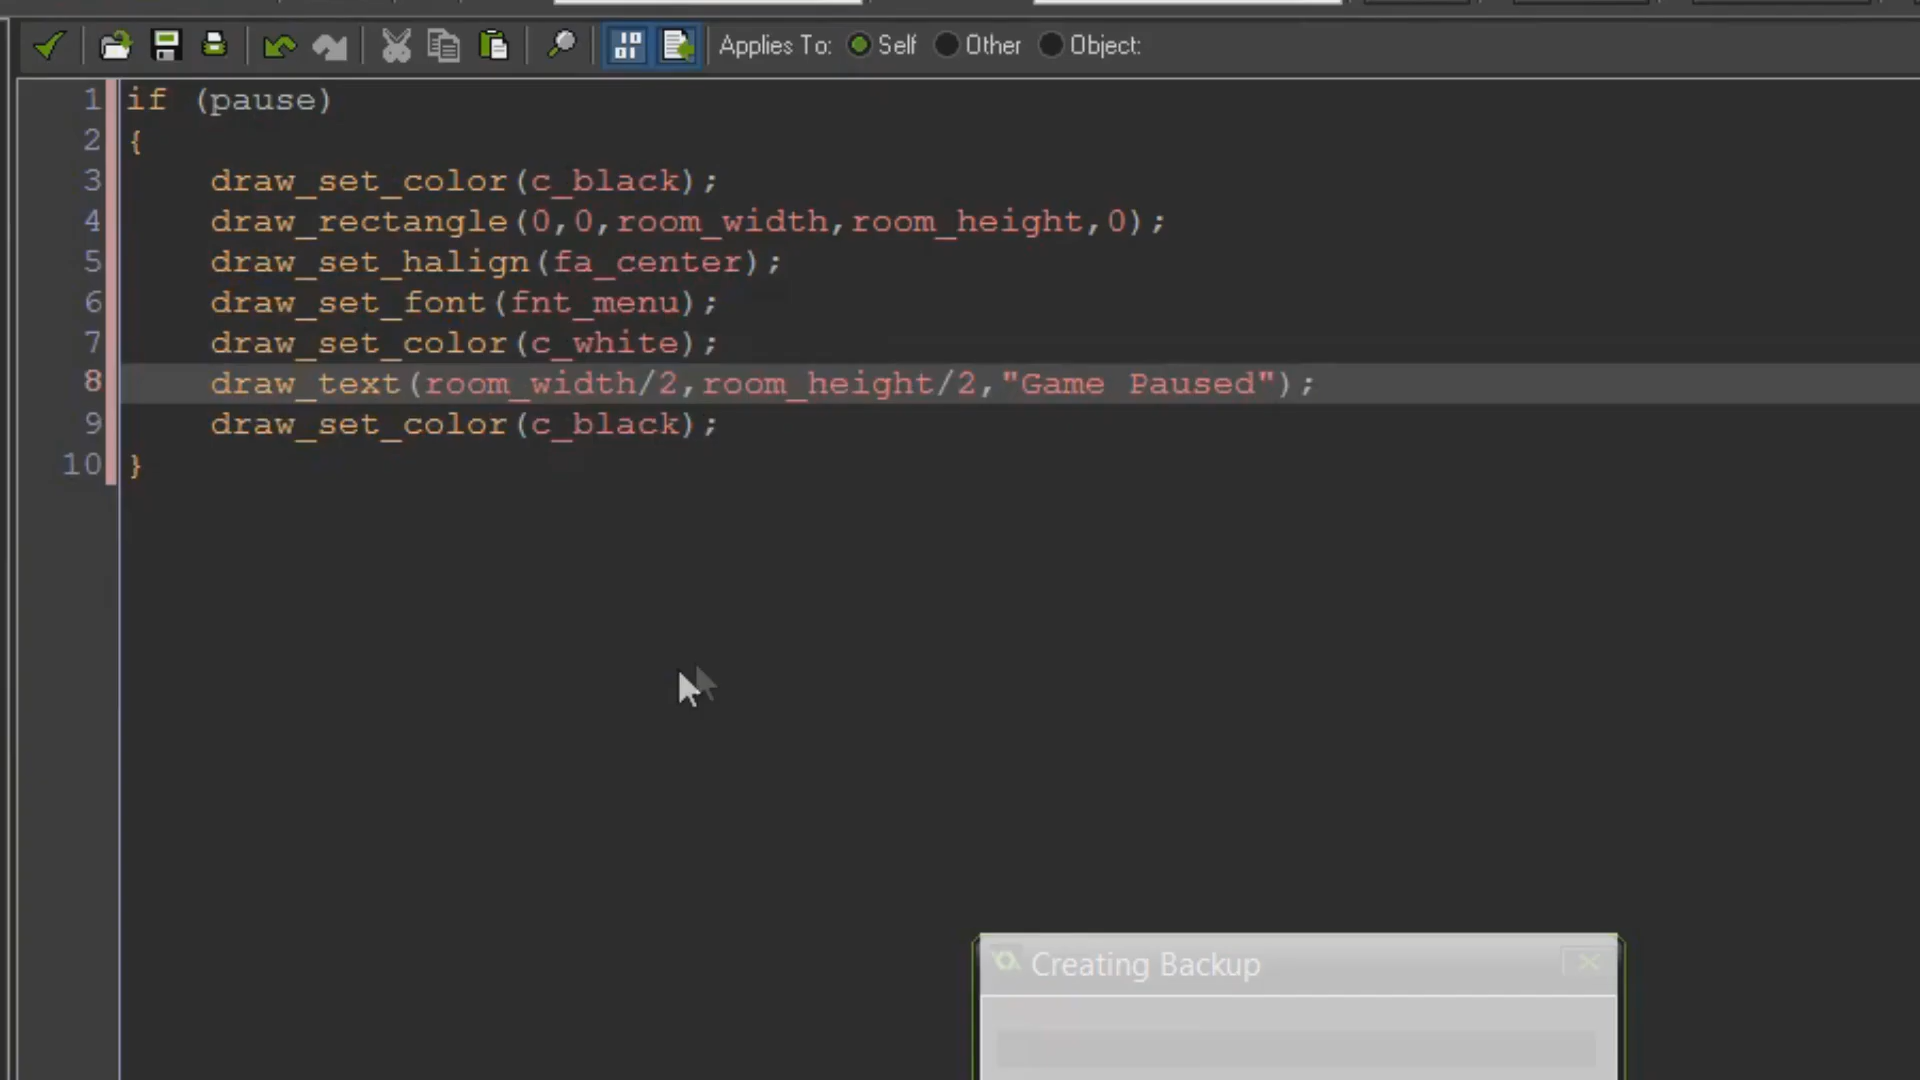 Applies To: Self Other Object:
1 if (pause)
2 {
3 draw_set_color(c_black);
4 draw_rectangle(0,0,room_width,room_height,0);
5 draw_set_halign(fa_center);
6 draw_set_font(fnt_menu);
7 draw_set_color(c_white);
8 draw_text(room_width/2,room_height/2,"Game Paused");
9 draw_set_color(c_black);
10 }
Creating Backup